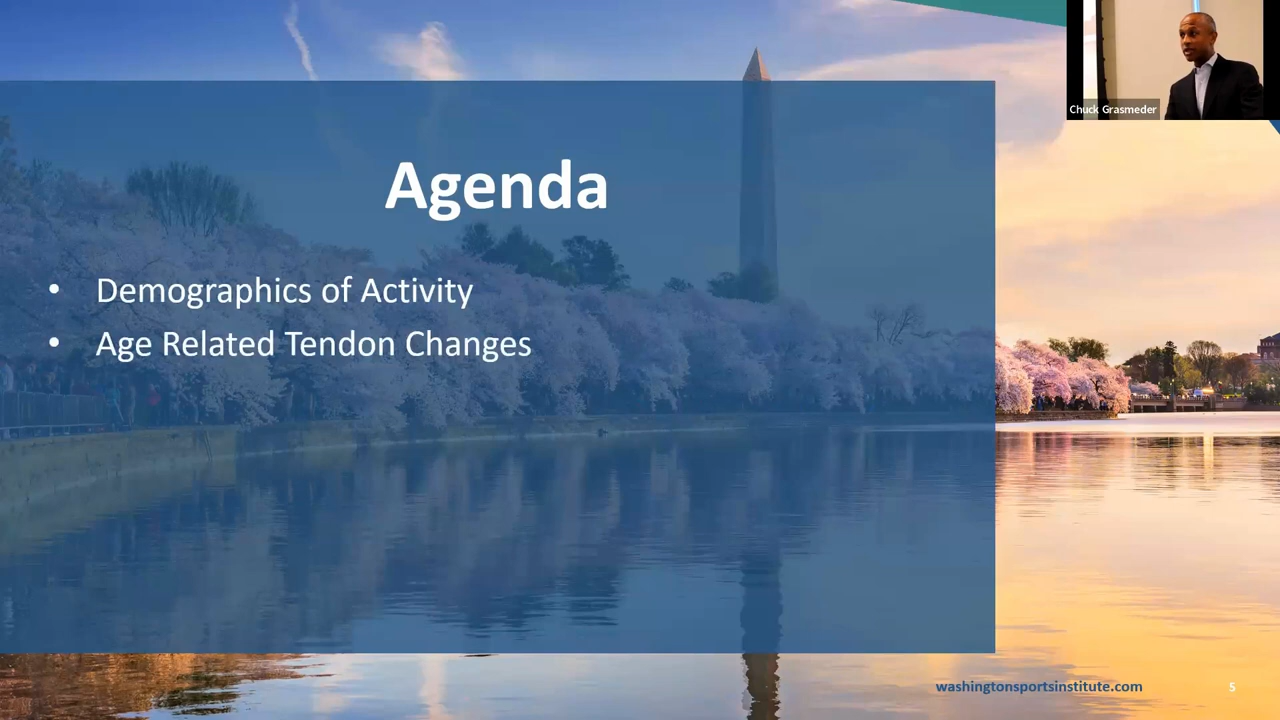 Chuck Grasmeder
Agenda
• Demographics of Activity
• Age Related Tendon Changes
washingtonsportsinstitute.com
5